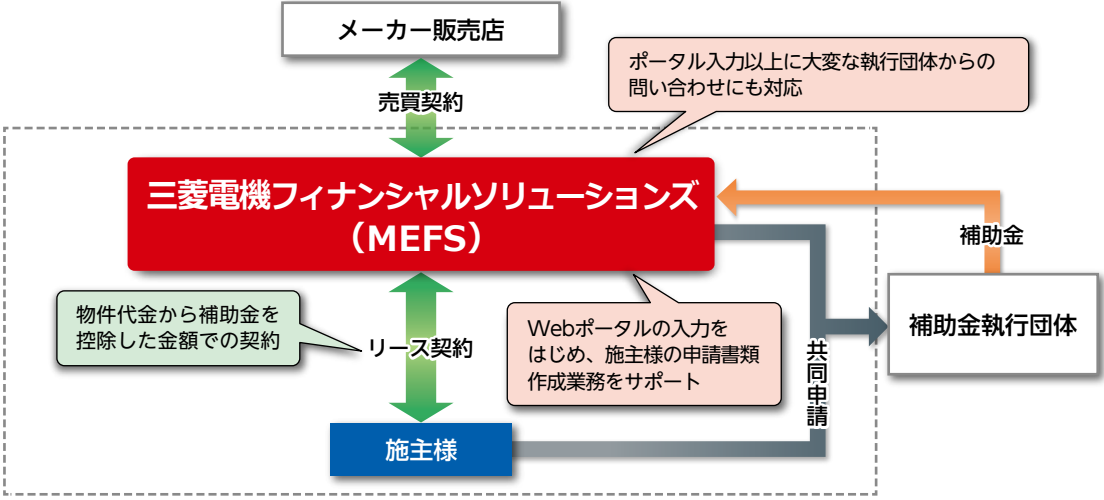 メーカー販売店
ポータル入力以上に大変な執行団体からの
問い合わせにも対応
売買契約
三菱電機フィナンシャルソリューションズ
（MEFS）
補助金
物件代金から補助金を
控除した金額での契約
リース契約
Webポータルの入力を
はじめ、施主様の申請書類
作成業務をサポート
補助金執行団体
共同申請
施主様